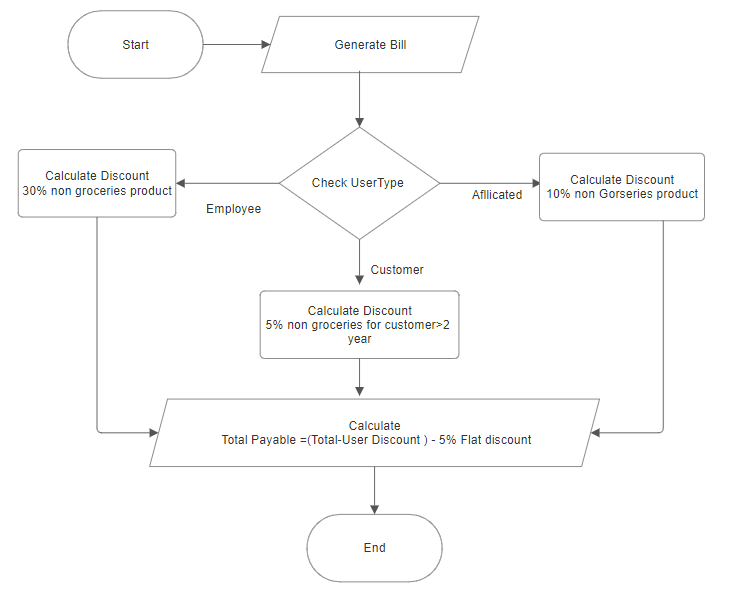 Start
Generate Bill
Check UserType
Calculate Discount
30% non groceries product
Employee
Afllicated
Calculate Discount
10% non Gorseries product
Customer
Calculate Discount
5% non groceries for customer>2
year
Calculate
Total Payable =(Total-User Discount ) - 5% Flat discount
End